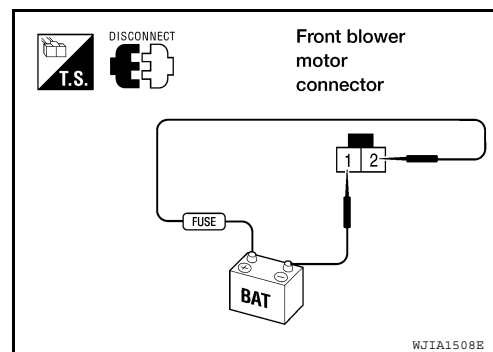 DISCONNECT
T.S.
Front blower
motor
connector
1 2
FUSE
+ −
BAT
WJIA1508E